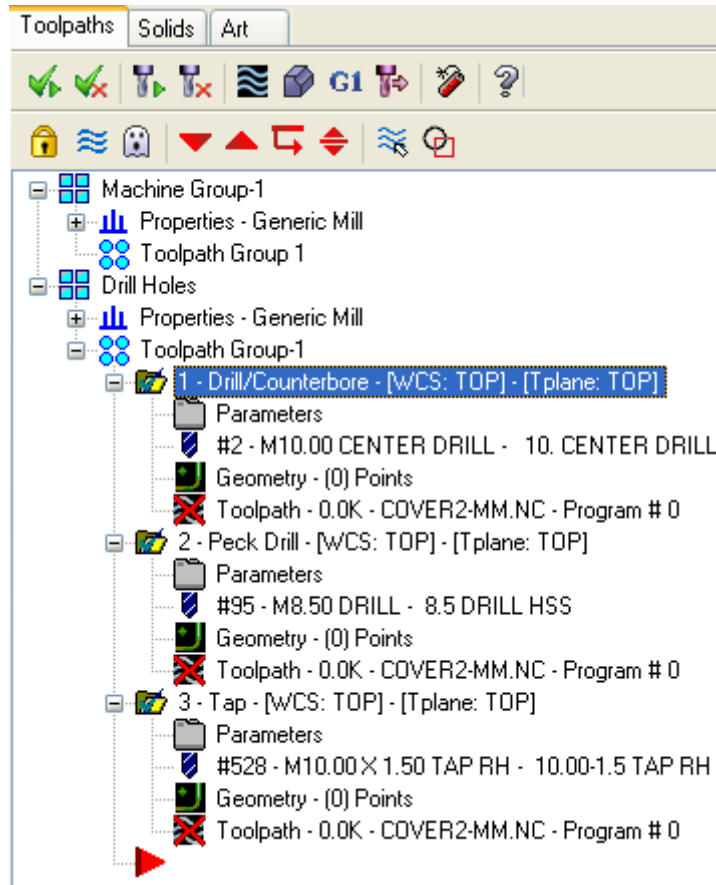 Toolpaths Solids Art
G1
Machine Group-1
Properties - Generic Mill
Toolpath Group 1
Drill Holes
Properties - Generic Mill
Toolpath Group-1
1 - Drill/Counterbore - [WCS: TOP] - [Tplane: TOP]
Parameters
#2 - M10.00 CENTER DRILL - 10. CENTER DRILL
Geometry - (0) Points
Toolpath - 0.0K - COVER2-MM.NC - Program # 0
2 - Peck Drill - [WCS: TOP] - [Tplane: TOP]
Parameters
#95 - M8.50 DRILL - 8.5 DRILL HSS
Geometry - (0) Points
Toolpath - 0.0K - COVER2-MM.NC - Program # 0
3 - Tap - [WCS: TOP] - [Tplane: TOP]
Parameters
#528 - M10.00 X 1.50 TAP RH - 10.00-1.5 TAP RH
Geometry - (0) Points
Toolpath - 0.0K - COVER2-MM.NC - Program # 0